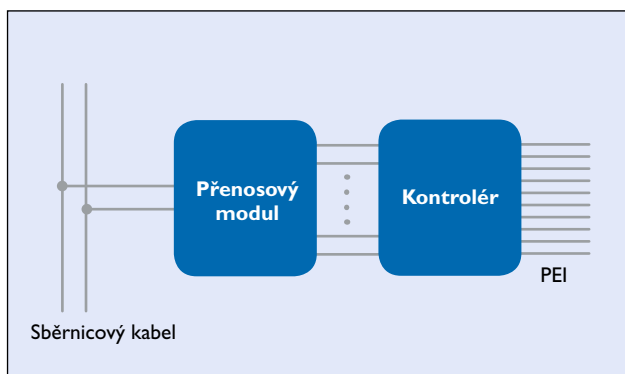 Přenosový
modul
Kontrolér
PEI
Sběrnicový kabel